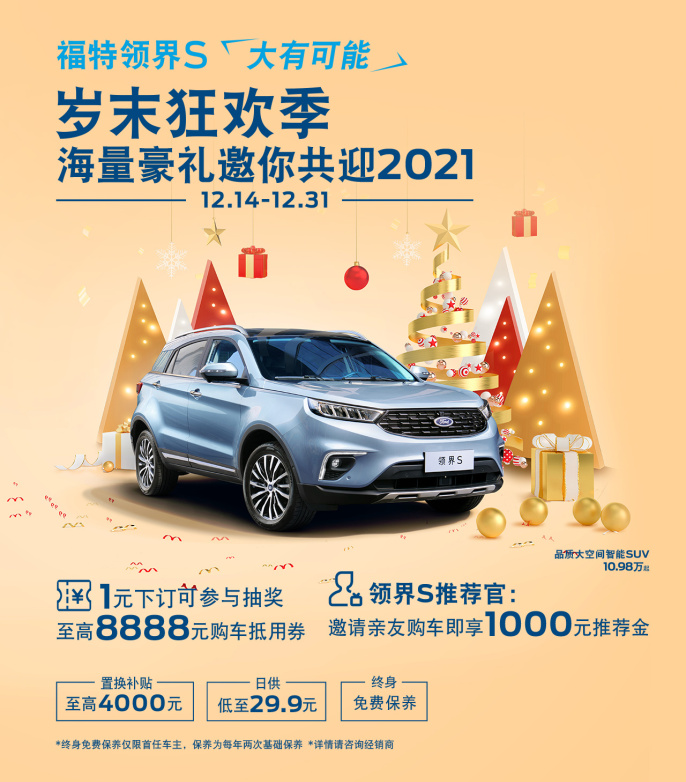 福特领界S「大有可能」
岁末狂欢季
海量豪礼邀你共迎2021
12.14-12.31
Ford
领界S
品质大空间智能SUV
10.98万起
1元下订可参与抽奖
至高8888元购车抵用券
领界S推荐官：
邀请亲友购车即享1000元推荐金
置换补贴
至高4000元
日供
低至29.9元
终身
免费保养
*终身免费保养仅限首任车主，保养为每年两次基础保养 *详情请咨询经销商